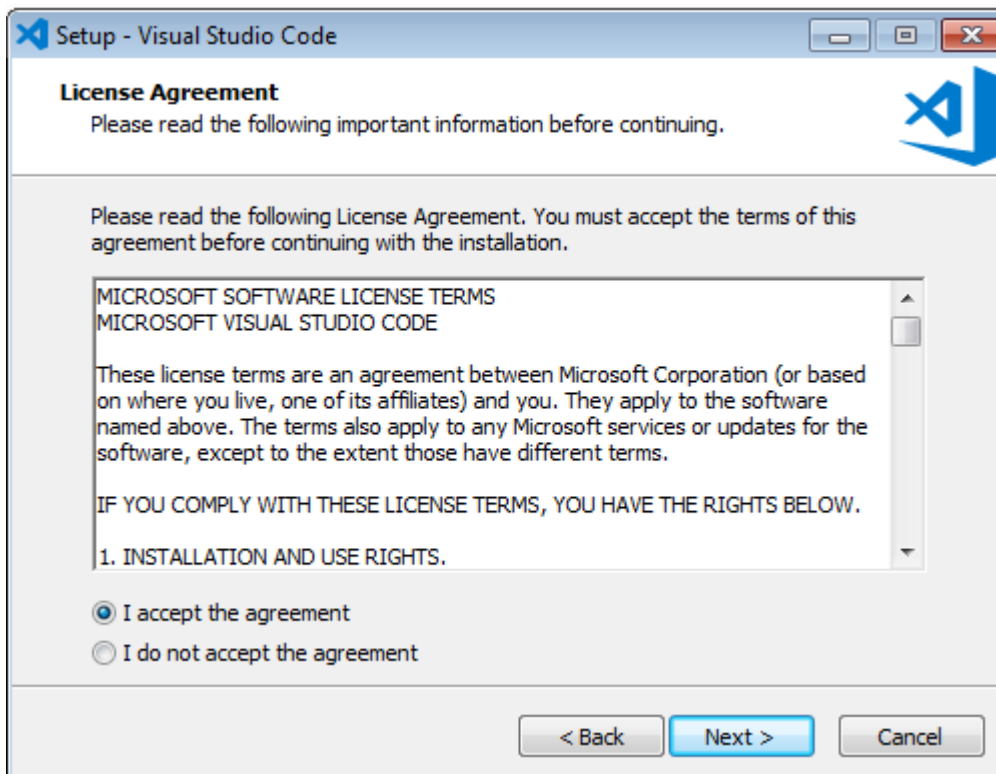 Setup - Visual Studio Code
License Agreement
Please read the following important information before continuing.
Please read the following License Agreement. You must accept the terms of this
agreement before continuing with the installation.
MICROSOFT SOFTWARE LICENSE TERMS
MICROSOFT VISUAL STUDIO CODE
These license terms are an agreement between Microsoft Corporation (or based
on where you live, one of its affiliates) and you. They apply to the software
named above. The terms also apply to any Microsoft services or updates for the
software, except to the extent those have different terms.
IF YOU COMPLY WITH THESE LICENSE TERMS, YOU HAVE THE RIGHTS BELOW.
1. INSTALLATION AND USE RIGHTS.
I accept the agreement
I do not accept the agreement
< Back Next > Cancel